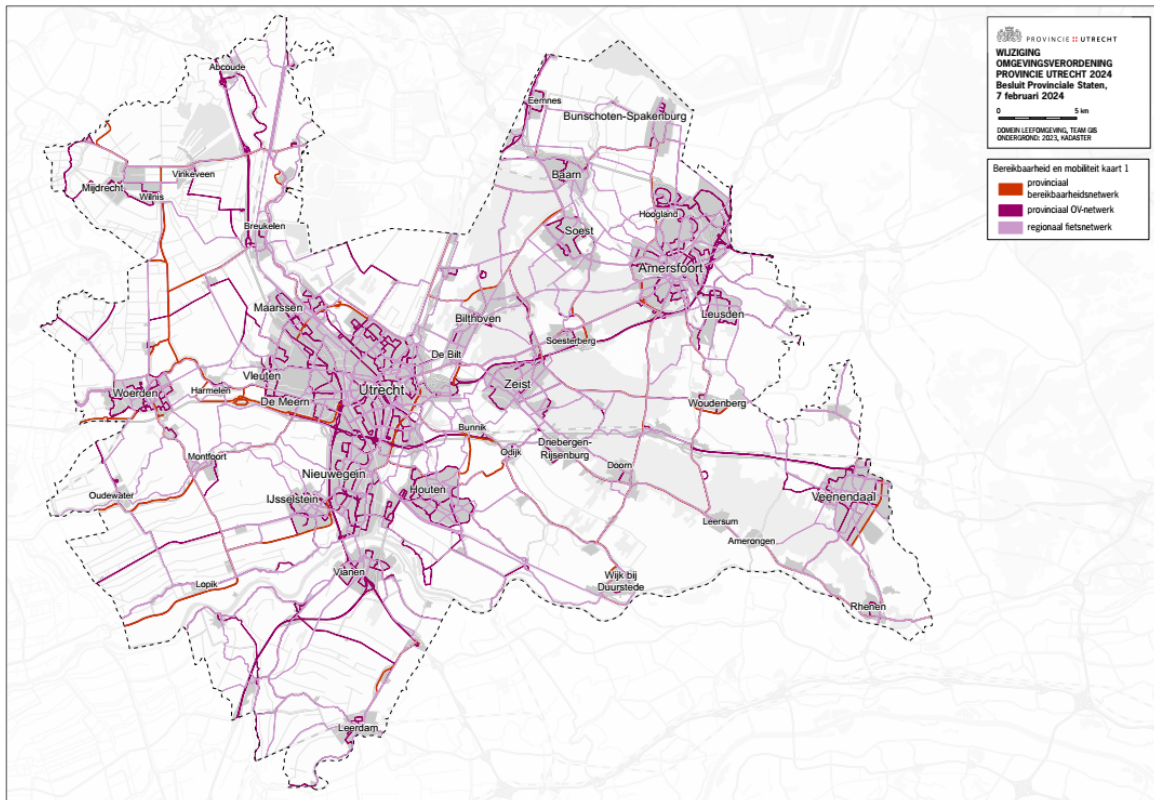 PROVINCIE UTRECHT
WIJZIGING
OMGEVINGSVERORDENING
PROVINCIE UTRECHT 2024
Besluit Provinciale Staten,
7 februari 2024
0 5 km
DOMEIN LEEFOMGEVING, TEAM GIS
ONDERGROND: 2023, KADASTER
Bereikbaarheid en mobiliteit kaart 1
provinciaal
bereikbaarheidsnetwerk
provinciaal OV-netwerk
regionaal fietsnetwerk
Abcoude
Eemnes
Bunschoten-Spakenburg
Vinkeveen
Baarn
Mijdrecht
Wilnis
Hoogland
Breukelen
Soest
Amersfoort
Maarssen
Leusden
Bilthoven
Soesterberg
De Bilt
Vleuten
Zeist
Utrecht
Harmelen
Woerden
De Meern
Woudenberg
Bunnik
Driebergen-
Rijsenburg
Odijk
Montfoort
Doorn
Nieuwegein
Houten
Oudewater
IJsselstein
Veenendaal
Leersum
Amerongen
Vianen
Lopik
Wijk bij
Duurstede
Rhenen
Leerdam